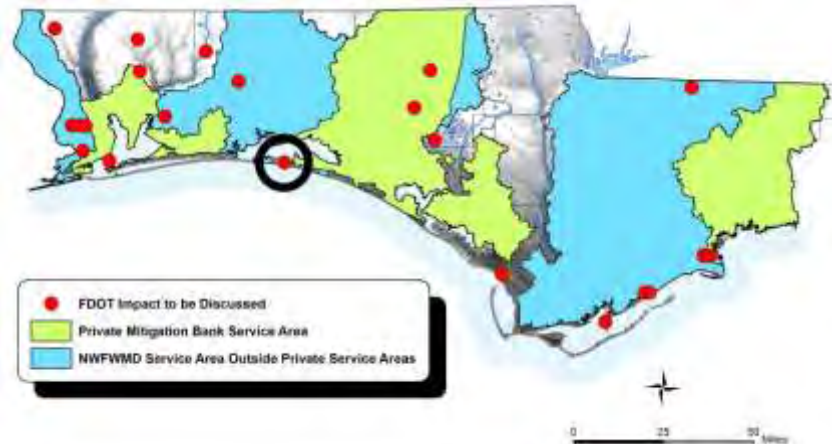 FDOT Impact to be Discussed
Private Mitigation Bank Service Area
NWFWMD Service Area Outside Private Service Areas
0 25 50
Miles